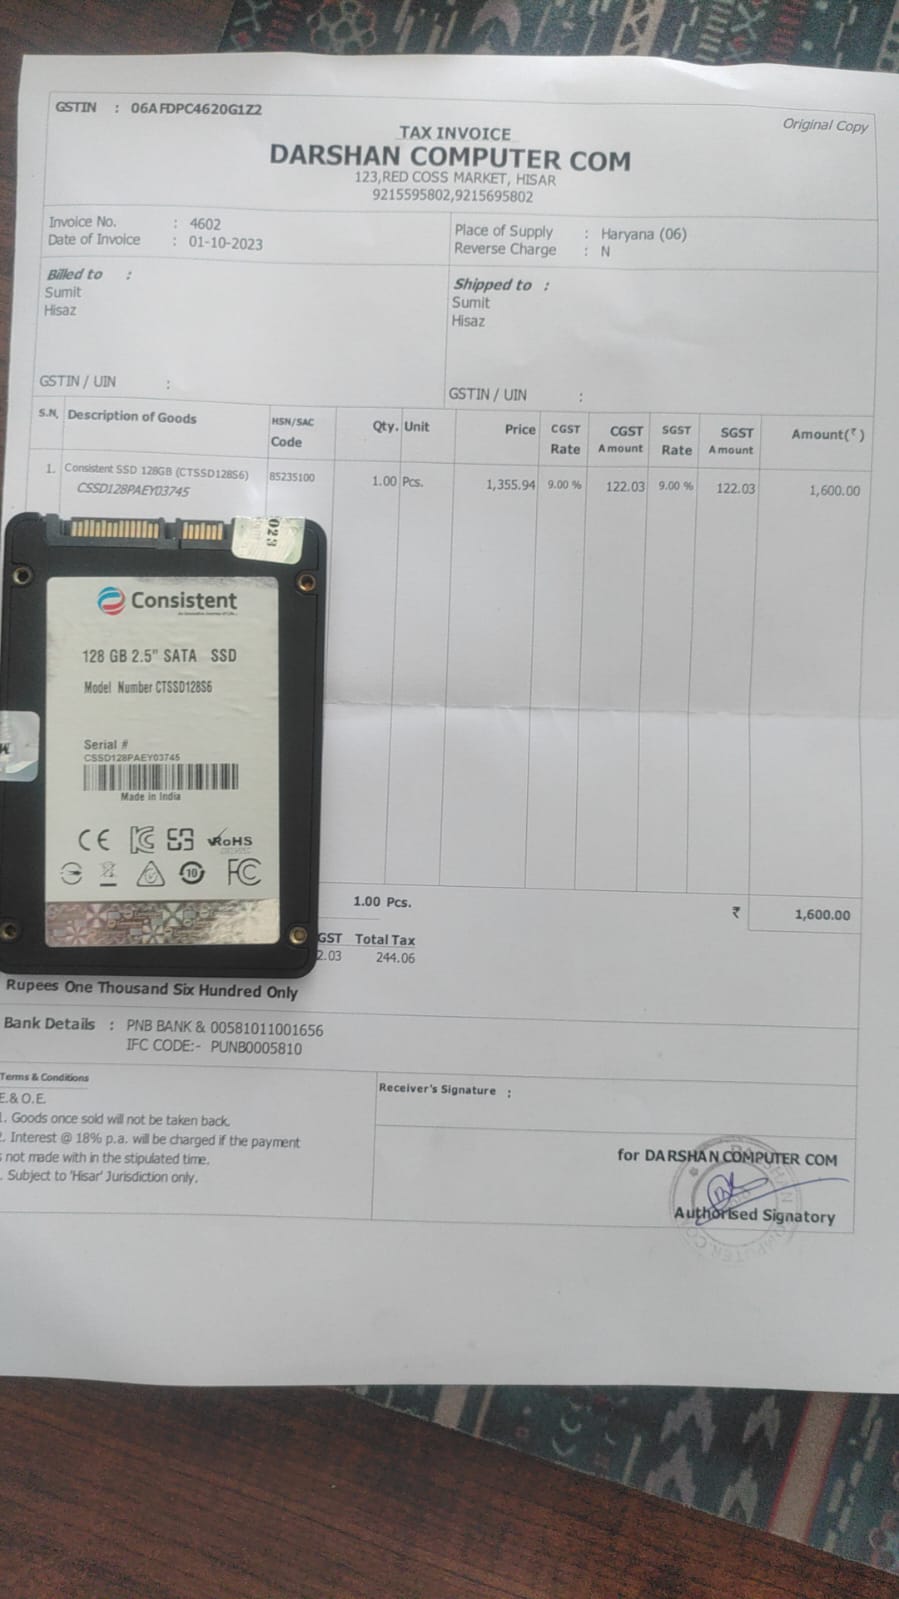 GSTIN : 06AFDPC4620G1Z2
Original Copy
TAX INVOICE
DARSHAN COMPUTER COM
123,RED COSS MARKET, HISAR
9215595802,9215695802
Invoice No. : 4602
Date of Invoice : 01-10-2023
Place of Supply : Haryana (06)
Reverse Charge : N
Billed to :
Sumit
Hisaz
GSTIN / UIN :
Shipped to :
Sumit
Hisaz
GSTIN / UIN :
S.N. Description of Goods HSN/SAC Code Qty. Unit Price CGST Rate CGST Amount SGST Rate SGST Amount Amount(₹)
1. Consistent SSD 128GB (CTSSD128S6) 85235100 1.00 Pcs. 1,355.94 9.00 % 122.03 9.00 % 122.03 1,600.00
CSSD128PAEY03745
023
Consistent
128 GB 2.5" SATA SSD
Model Number CTSSD128S6
Serial #
CSSD128PAEY03745
Made in India
CE
RoHS
10
FC
M
1.00 Pcs. ₹ 1,600.00
GST Total Tax
2.03 244.06
Rupees One Thousand Six Hundred Only
Bank Details : PNB BANK & 00581011001656
IFC CODE:- PUNB0005810
Terms & Conditions
E.& O.E.
1. Goods once sold will not be taken back.
2. Interest @ 18% p.a. will be charged if the payment
s not made with in the stipulated time.
. Subject to 'Hisar' Jurisdiction only.
Receiver's Signature :
for DARSHAN COMPUTER COM
Authorised Signatory